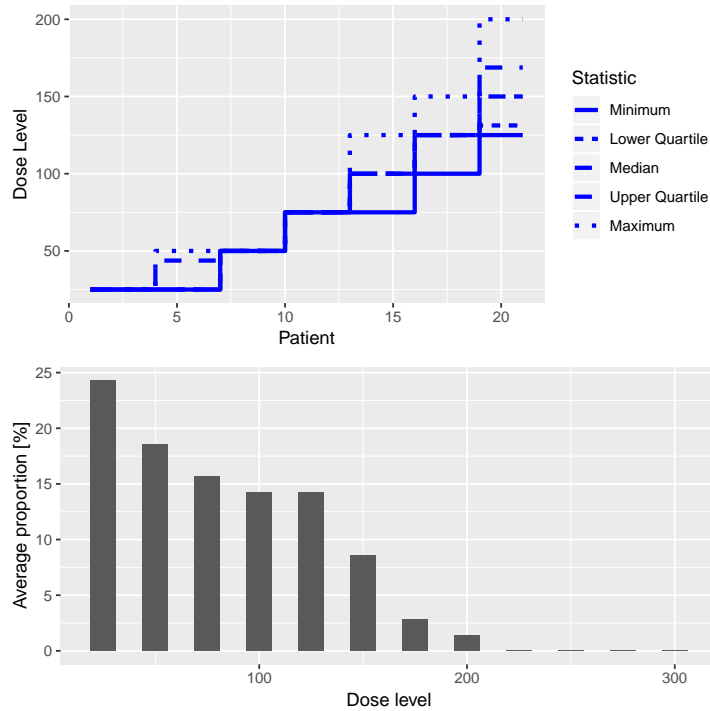 200
150
100
50
0
5
10
15
20
Dose Level
Patient
Statistic
Minimum
Lower Quartile
Median
Upper Quartile
Maximum
25
20
15
10
5
0
100
200
300
Average proportion [%]
Dose level